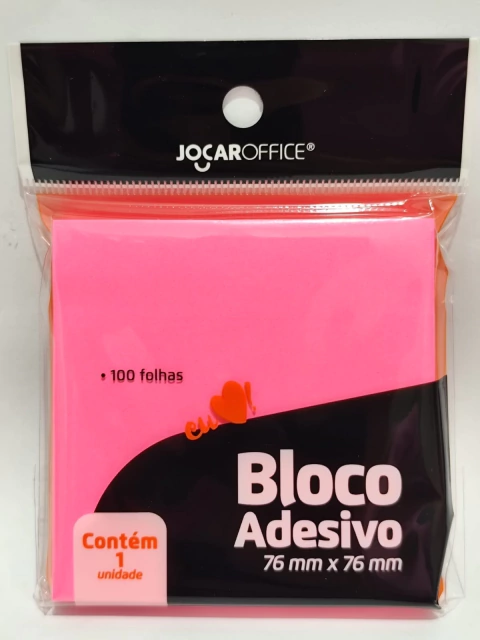 JOCAROFFICE®
• 100 folhas
eu !
Bloco
Adesivo
76 mm x 76 mm
Contém
1
unidade